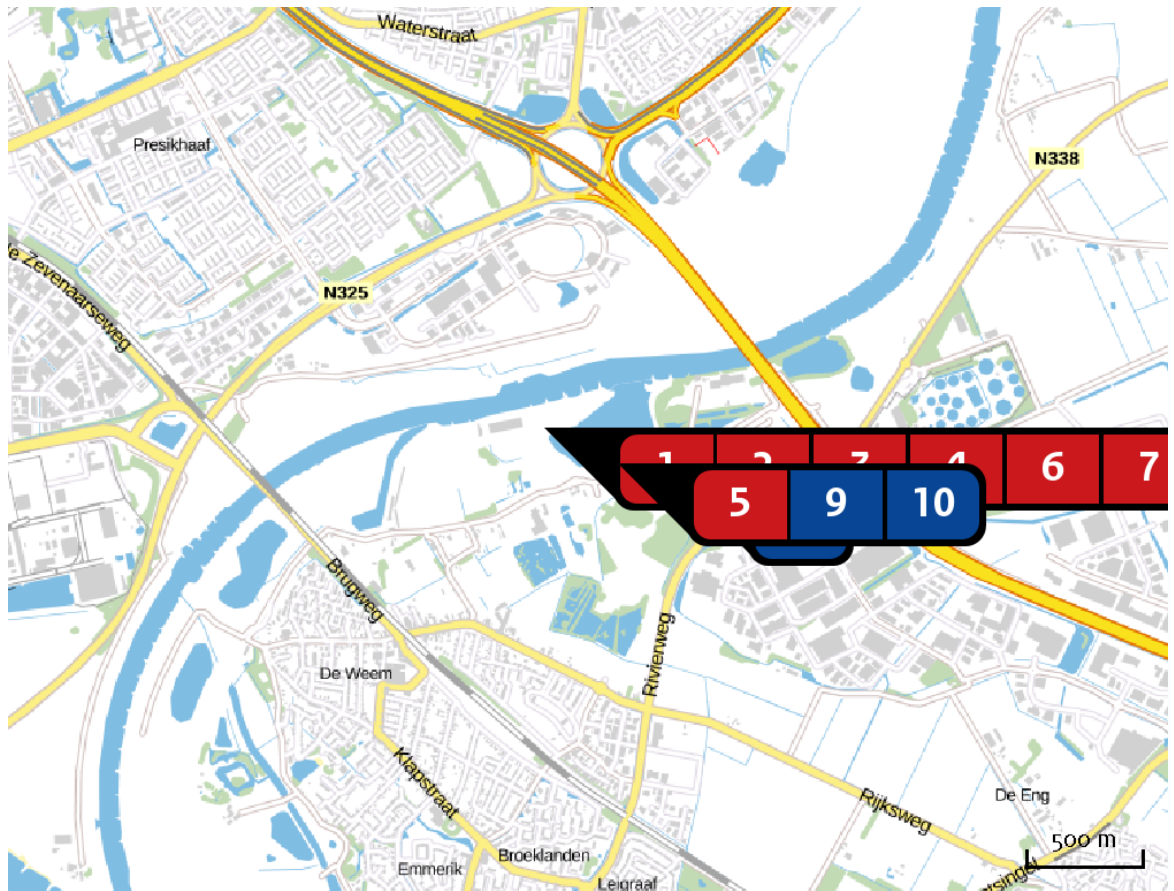 Waterstraat
Presikhaaf
N338
N325
1 2 3 4 6 7
5 9 10
Brugweg
Rivierweg
De Weem
Klapstraat
Rijksweg
De Eng
500 m
Broeklanden
Emmerik
Leigraaf
Zevenaarseweg